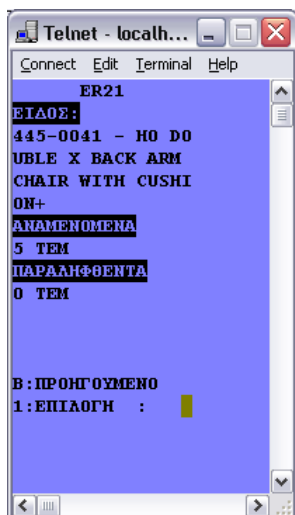 Telnet - localh...
Connect Edit Terminal Help
ER21
ΕΙΔΟΣ:
445-0041 - HO DO
UBLE X BACK ARM
CHAIR WITH CUSHI
ON+
ΑΝΑΜΕΝΟΜΕΝΑ
5 ΤΕΜ
ΠΑΡΑΛΗΦΘΕΝΤΑ
0 ΤΕΜ
B:ΠΡΟΗΓΟΥΜΕΝΟ
1:ΕΠΙΛΟΓΗ :